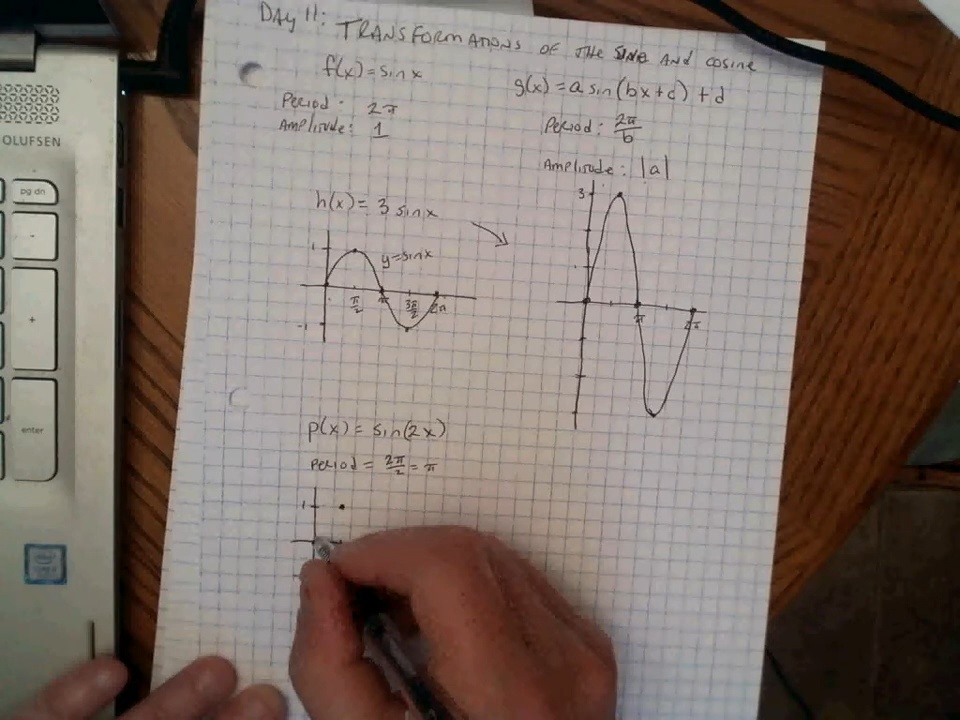 DAY 11: TRANSFORMATIONS OF THE SINE AND COSINE
f(x) = sin x
g(x) = a sin(bx+c) + d
Period: 2π
Amplitude: 1
Period: 2π/b
Amplitude: |a|
h(x) = 3 sin x
1
y=sin x
π/2
π
3π/2
2π
-1
3
π
2π
p(x) = sin(2x)
Period = 2π/2 = π
1
OLUFSEN
pg dn
-
+
enter
intel